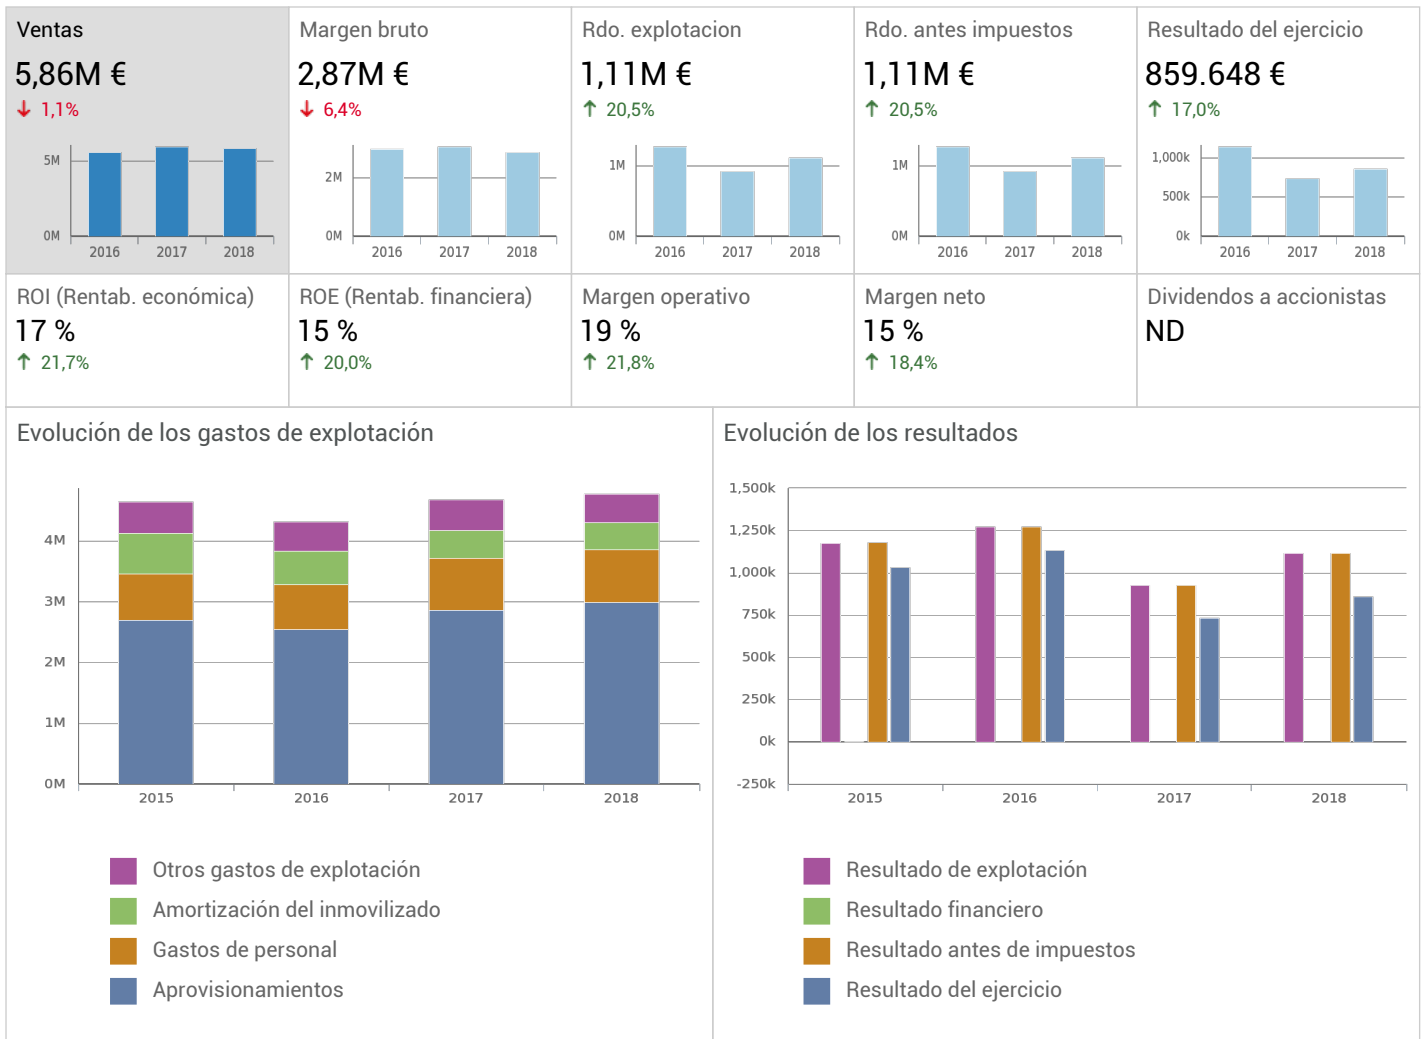 Ventas
5,86M €
↓ 1,1%
5M
0M
2016 2017 2018
Margen bruto
2,87M €
↓ 6,4%
2M
0M
2016 2017 2018
Rdo. explotacion
1,11M €
↑ 20,5%
1M
0M
2016 2017 2018
Rdo. antes impuestos
1,11M €
↑ 20,5%
1M
0M
2016 2017 2018
Resultado del ejercicio
859.648 €
↑ 17,0%
1,000k
500k
0k
2016 2017 2018
ROI (Rentab. económica)
17 %
↑ 21,7%
ROE (Rentab. financiera)
15 %
↑ 20,0%
Margen operativo
19 %
↑ 21,8%
Margen neto
15 %
↑ 18,4%
Dividendos a accionistas
ND
Evolución de los gastos de explotación
4M
3M
2M
1M
0M
2015 2016 2017 2018
Otros gastos de explotación
Amortización del inmovilizado
Gastos de personal
Aprovisionamientos
Evolución de los resultados
1,500k
1,250k
1,000k
750k
500k
250k
0k
-250k
2015 2016 2017 2018
Resultado de explotación
Resultado financiero
Resultado antes de impuestos
Resultado del ejercicio